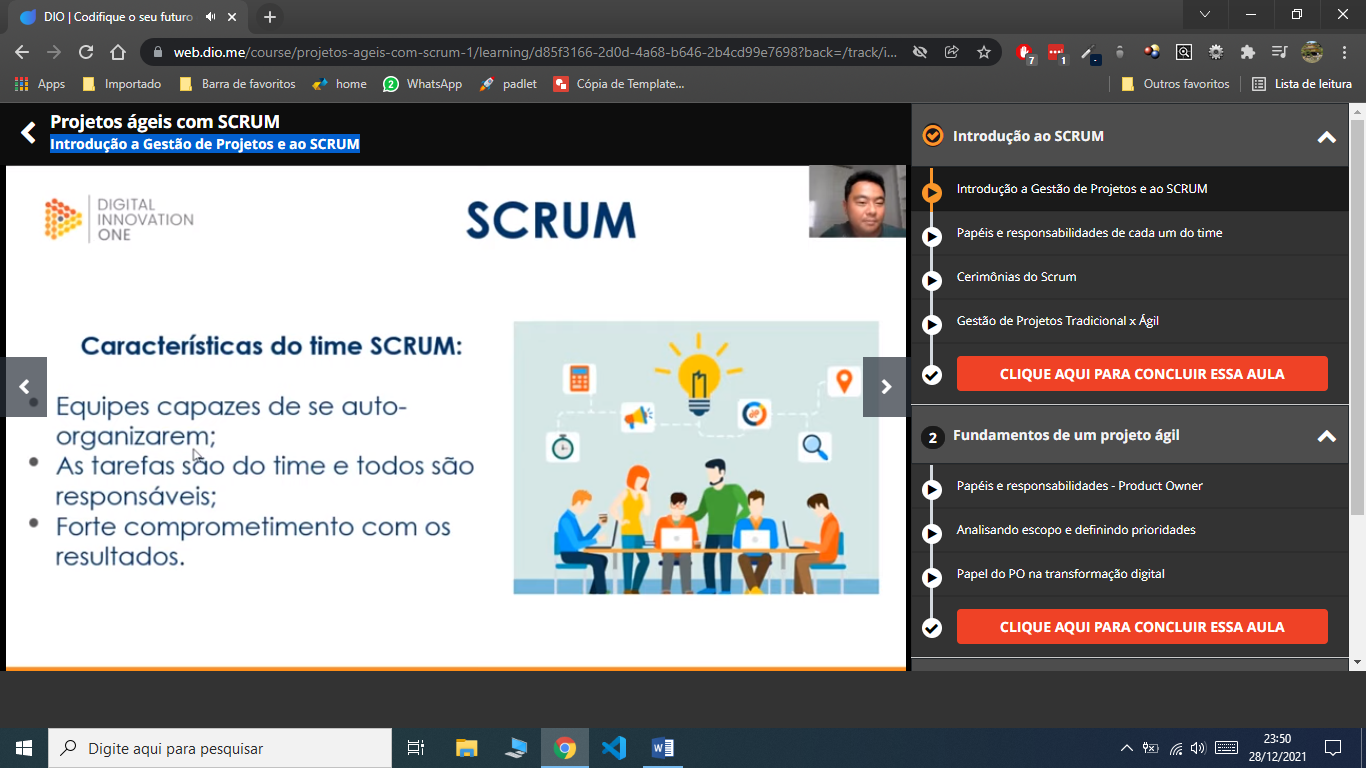 DIO | Codifique o seu futuro
web.dio.me/course/projetos-ageis-com-scrum-1/learning/d85f3166-2d0d-4a68-b646-2b4cd99e7698?back=/track/i...
7
1
Apps
Importado
Barra de favoritos
home
2
WhatsApp
padlet
Cópia de Template...
Outros favoritos
Lista de leitura
Projetos ágeis com SCRUM
Introdução a Gestão de Projetos e ao SCRUM
DIGITAL
INNOVATION
ONE
SCRUM
Características do time SCRUM:
Equipes capazes de se auto-
organizarem;
As tarefas são do time e todos são
responsáveis;
Forte comprometimento com os
resultados.
Introdução ao SCRUM
Introdução a Gestão de Projetos e ao SCRUM
Papéis e responsabilidades de cada um do time
Cerimônias do Scrum
Gestão de Projetos Tradicional x Ágil
CLIQUE AQUI PARA CONCLUIR ESSA AULA
2 Fundamentos de um projeto ágil
Papéis e responsabilidades - Product Owner
Analisando escopo e definindo prioridades
Papel do PO na transformação digital
CLIQUE AQUI PARA CONCLUIR ESSA AULA
Digite aqui para pesquisar
23:50
28/12/2021